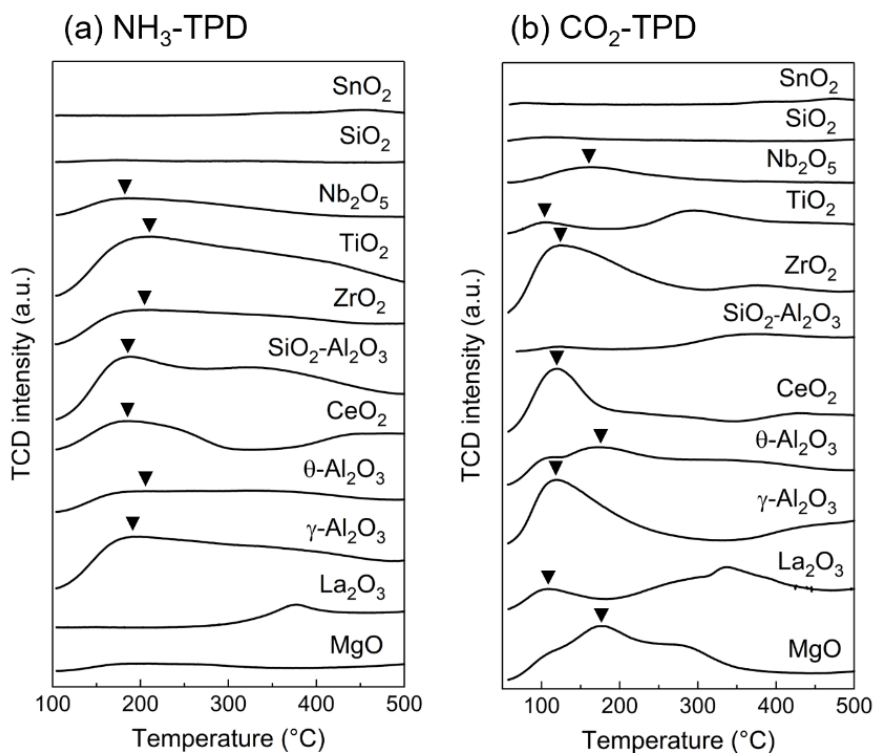 (a) NH₃-TPD
SnO₂
SiO₂
Nb₂O₅
TiO₂
ZrO₂
SiO₂-Al₂O₃
CeO₂
θ-Al₂O₃
γ-Al₂O₃
La₂O₃
MgO
TCD intensity (a.u.)
100 200 300 400 500
Temperature (°C)
(b) CO₂-TPD
SnO₂
SiO₂
Nb₂O₅
TiO₂
ZrO₂
SiO₂-Al₂O₃
CeO₂
θ-Al₂O₃
γ-Al₂O₃
La₂O₃
MgO
TCD intensity (a.u.)
100 200 300 400 500
Temperature (°C)